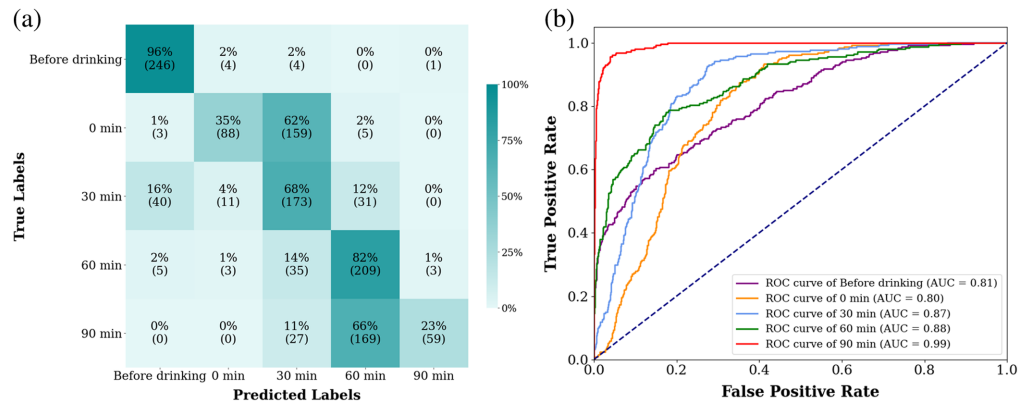 (a)
Before drinking
0 min
30 min
60 min
90 min
True Labels
96% 2% 2% 0% 0%
(246) (4) (4) (0) (1)
1% 35% 62% 2% 0%
(3) (88) (159) (5) (0)
16% 4% 68% 12% 0%
(40) (11) (173) (31) (0)
2% 1% 14% 82% 1%
(5) (3) (35) (209) (3)
0% 0% 11% 66% 23%
(0) (0) (27) (169) (59)
Before drinking 0 min 30 min 60 min 90 min
Predicted Labels
100%
75%
50%
25%
0%
(b)
True Positive Rate
1.0
0.8
0.6
0.4
0.2
0.0
ROC curve of Before drinking (AUC = 0.81)
ROC curve of 0 min (AUC = 0.80)
ROC curve of 30 min (AUC = 0.87)
ROC curve of 60 min (AUC = 0.88)
ROC curve of 90 min (AUC = 0.99)
0.0 0.2 0.4 0.6 0.8 1.0
False Positive Rate